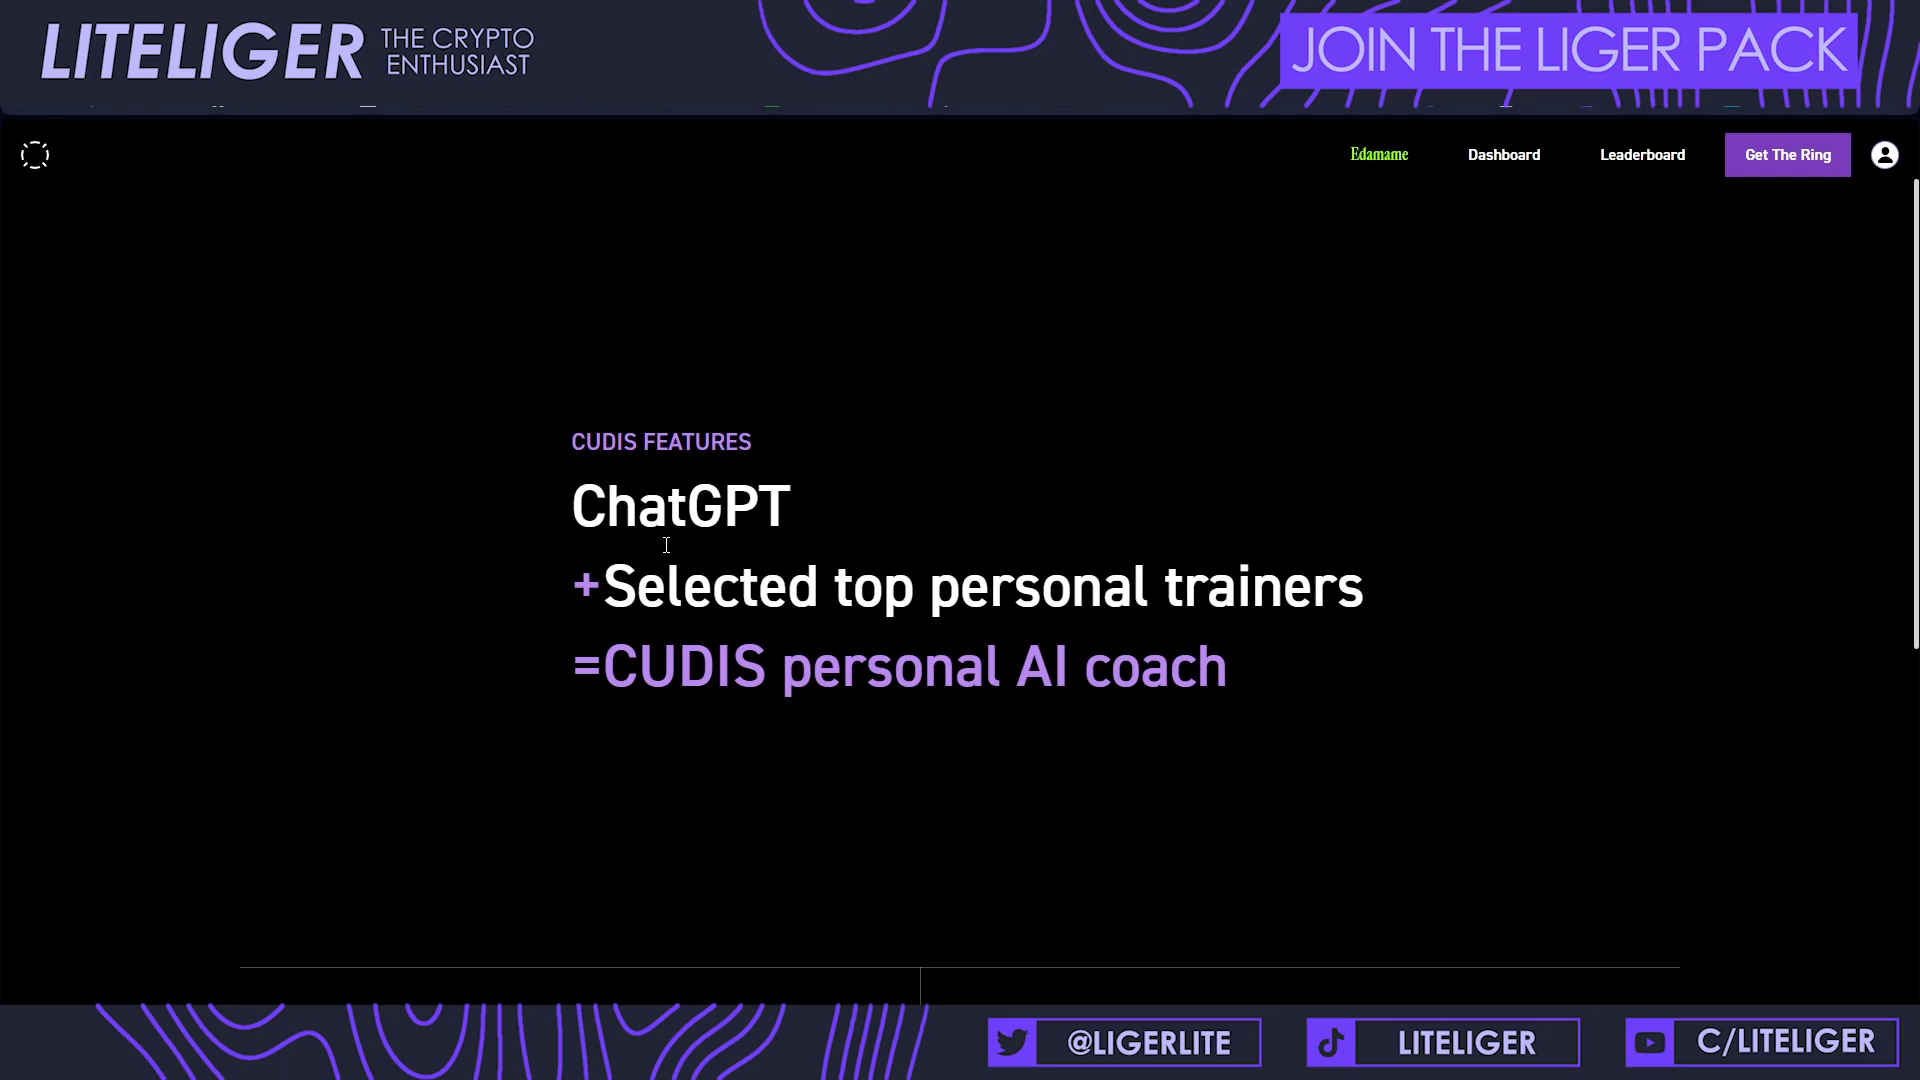 LITELIGER
THE CRYPTO
ENTHUSIAST
JOIN THE LIGER PACK
Edamame
Dashboard
Leaderboard
Get The Ring
CUDIS FEATURES
ChatGPT
+Selected top personal trainers
=CUDIS personal AI coach
@LIGERLITE
LITELIGER
C/LITELIGER